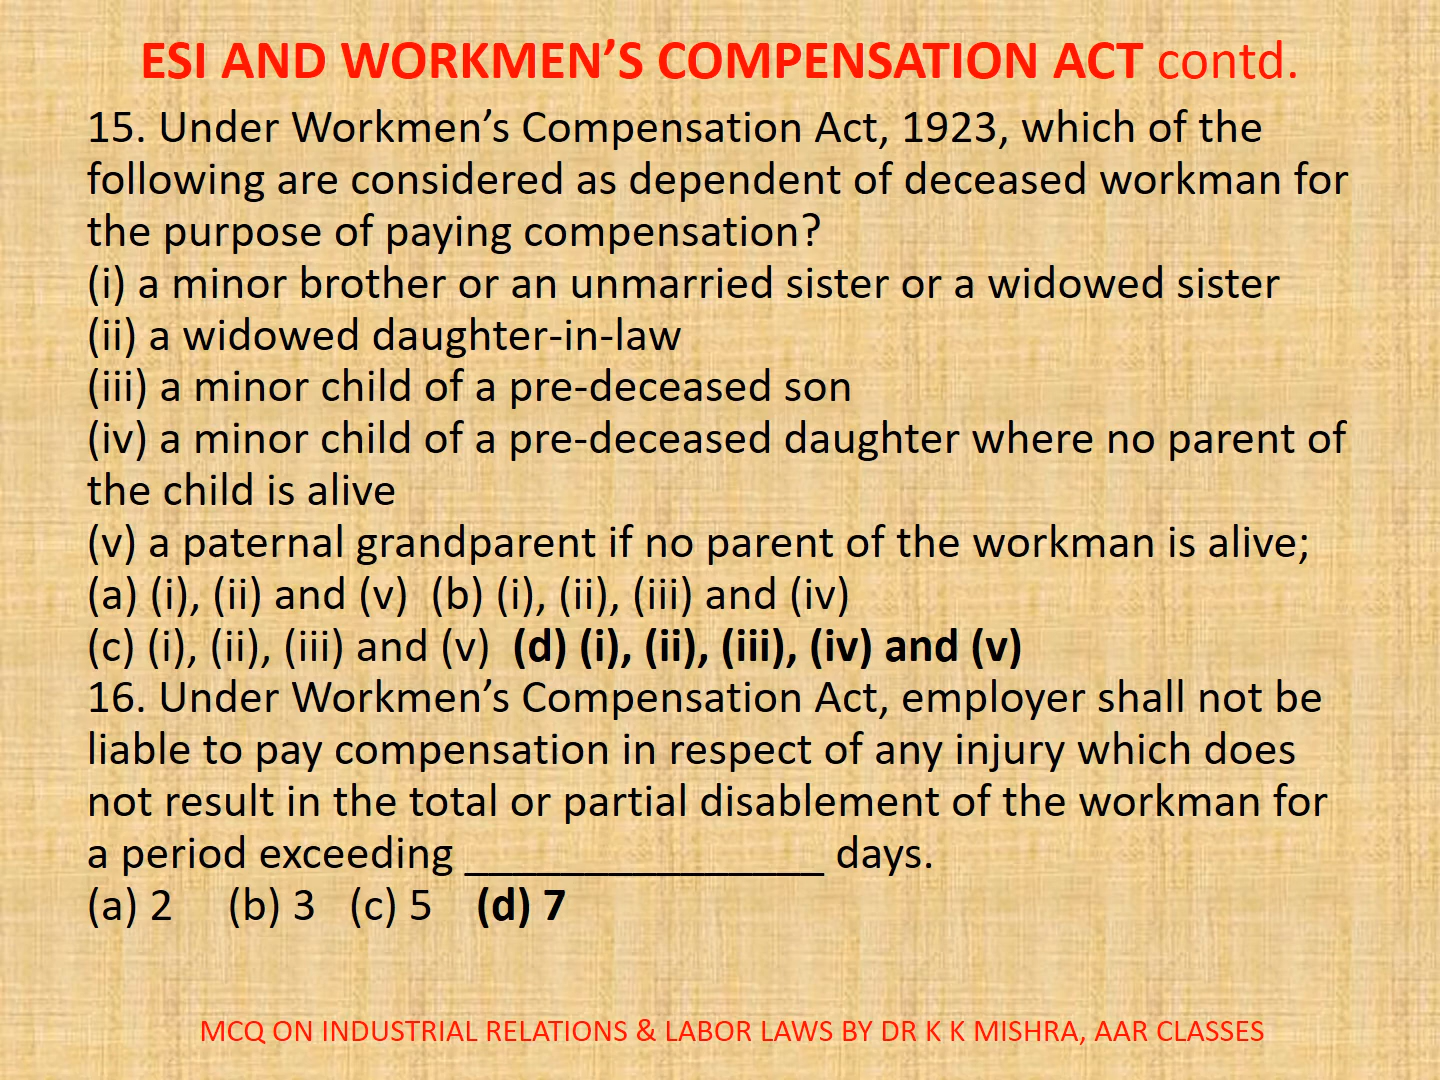 ESI AND WORKMEN’S COMPENSATION ACT contd.
15. Under Workmen’s Compensation Act, 1923, which of the
following are considered as dependent of deceased workman for
the purpose of paying compensation?
(i) a minor brother or an unmarried sister or a widowed sister
(ii) a widowed daughter-in-law
(iii) a minor child of a pre-deceased son
(iv) a minor child of a pre-deceased daughter where no parent of
the child is alive
(v) a paternal grandparent if no parent of the workman is alive;
(a) (i), (ii) and (v) (b) (i), (ii), (iii) and (iv)
(c) (i), (ii), (iii) and (v) (d) (i), (ii), (iii), (iv) and (v)
16. Under Workmen’s Compensation Act, employer shall not be
liable to pay compensation in respect of any injury which does
not result in the total or partial disablement of the workman for
a period exceeding _______________ days.
(a) 2 (b) 3 (c) 5 (d) 7
MCQ ON INDUSTRIAL RELATIONS & LABOR LAWS BY DR K K MISHRA, AAR CLASSES